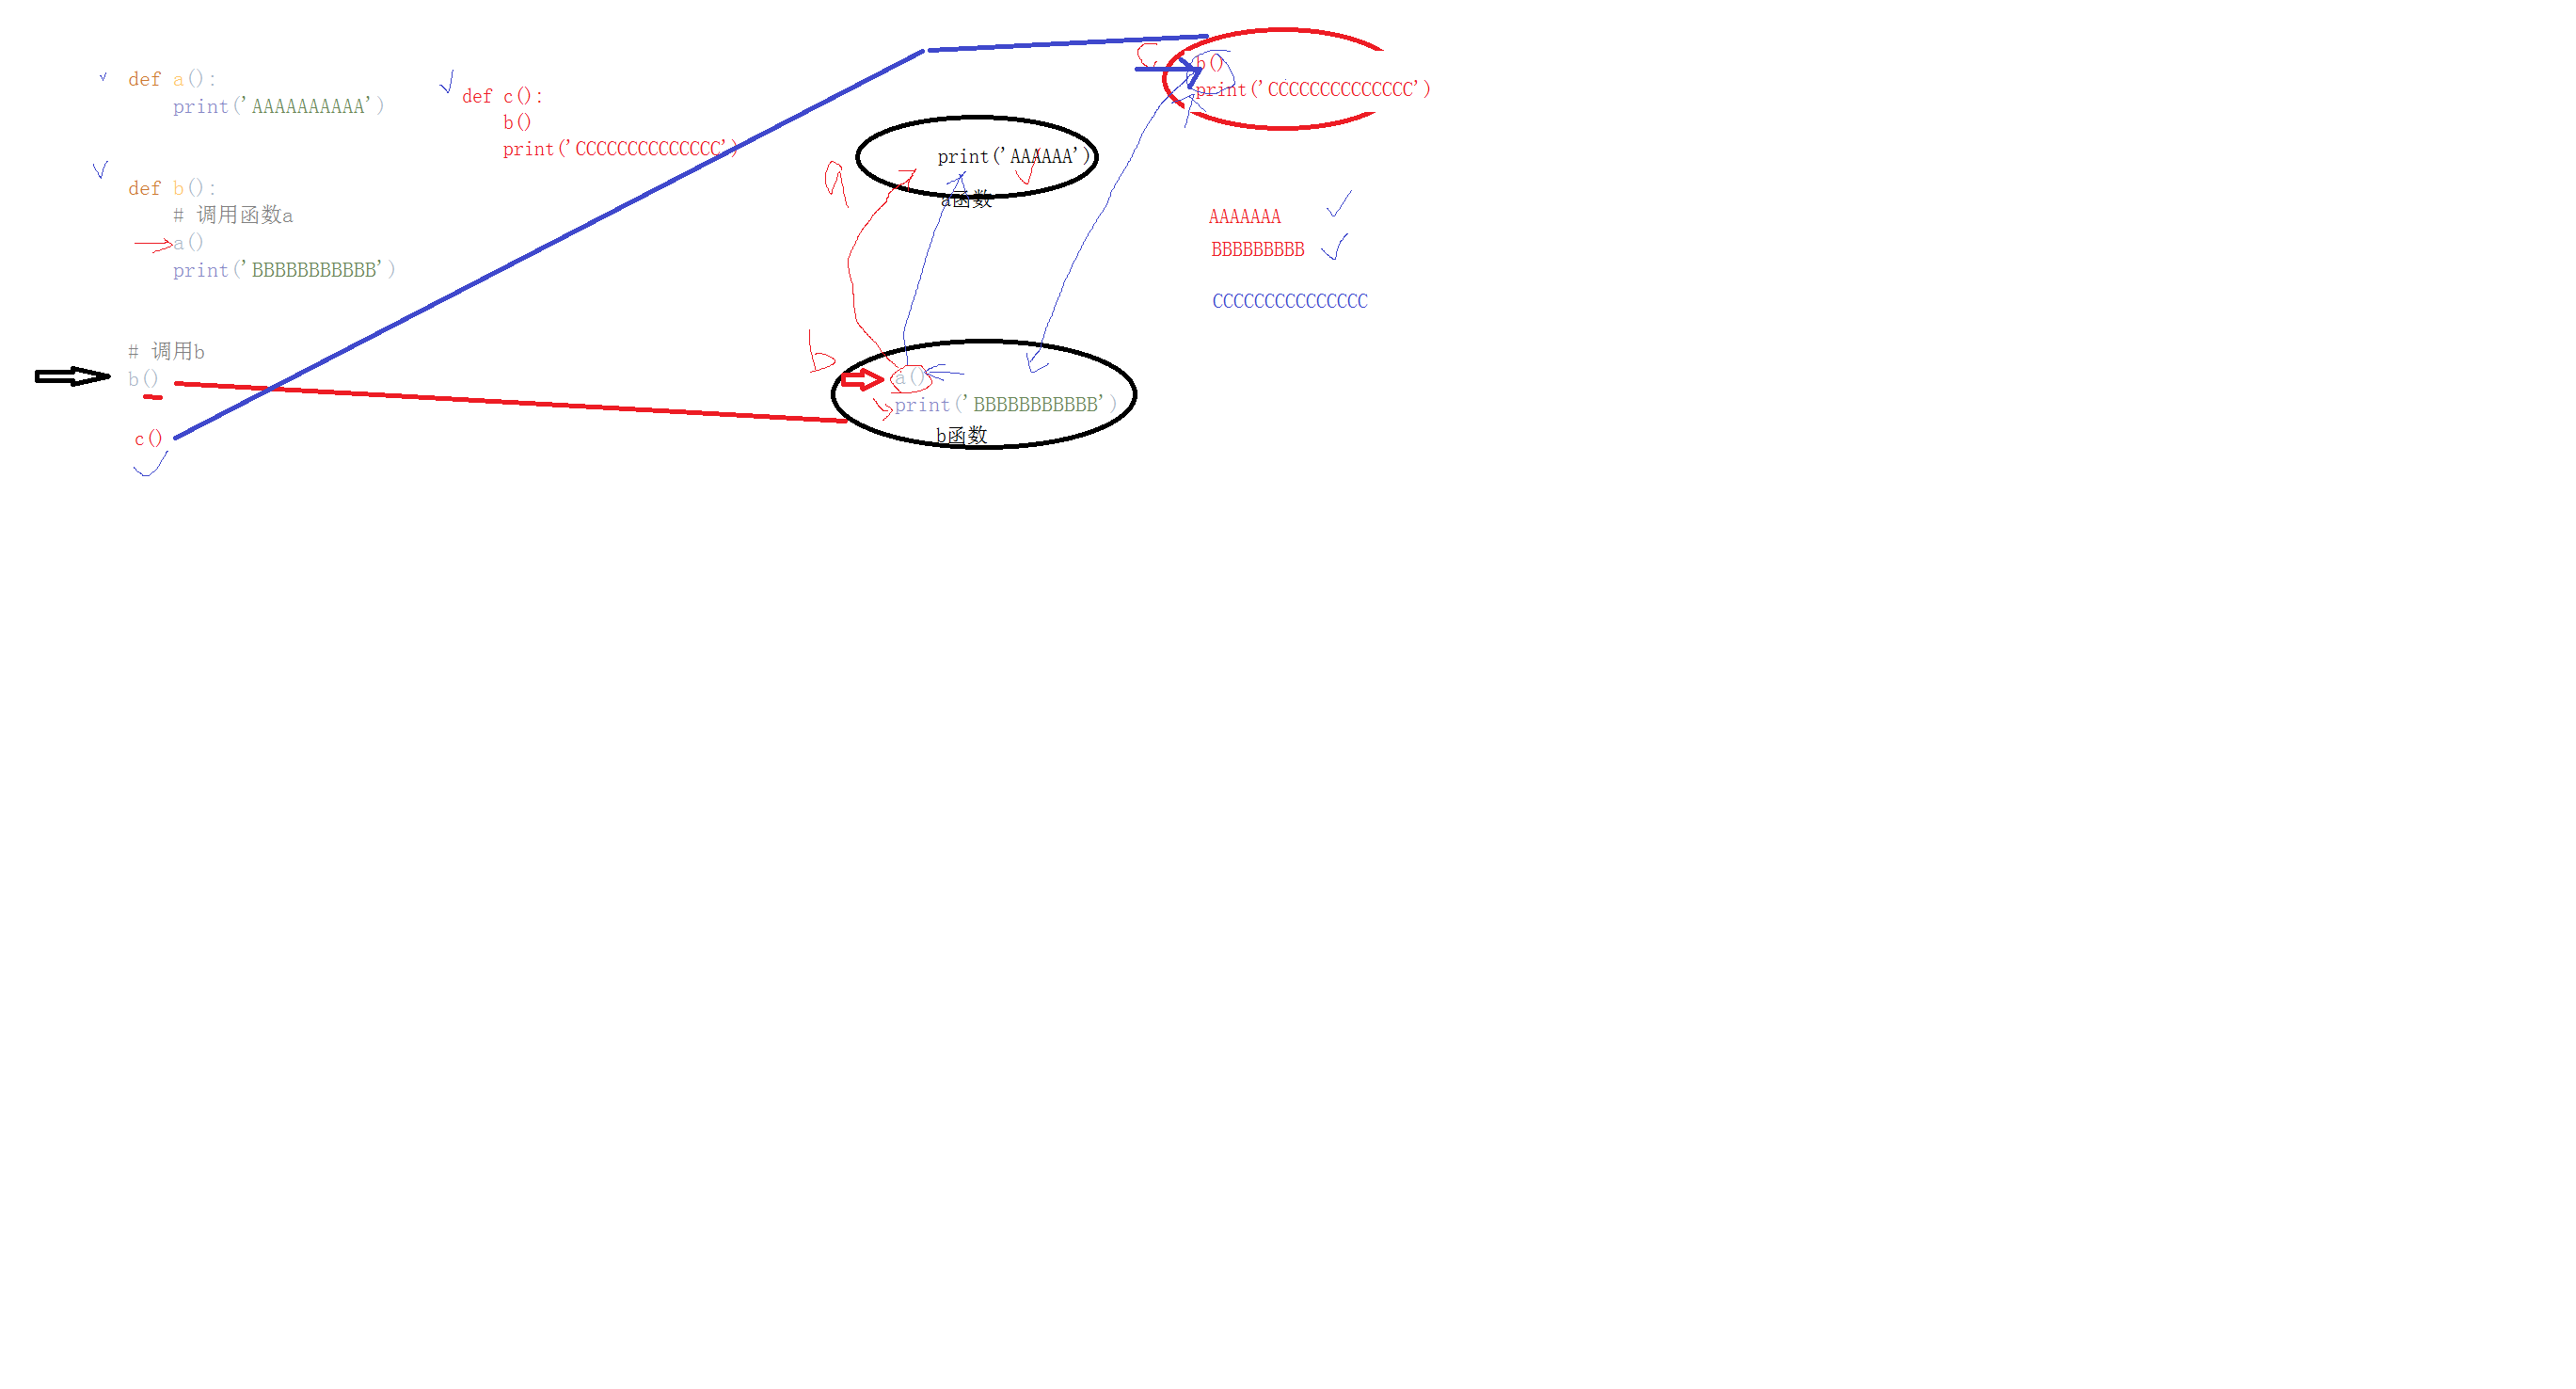 def a():
    print('AAAAAAAAAA')
def b():
    # 调用函数a
    a()
    print('BBBBBBBBBBB')
# 调用b
b()
c()
def c():
    b()
    print('CCCCCCCCCCCCCC')
a
print('AAAAAA')
a函数
b
a()
print('BBBBBBBBBBB')
b函数
c
b()
print('CCCCCCCCCCCCCC')
AAAAAAA
BBBBBBBBB
CCCCCCCCCCCCCCC